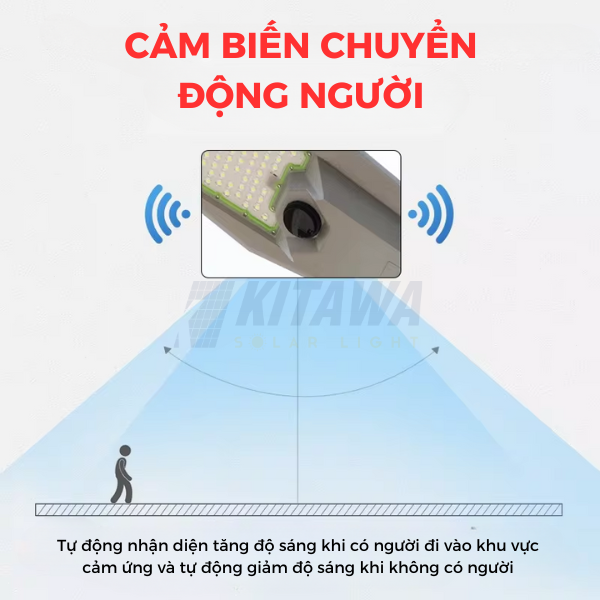 CẢM BIẾN CHUYỂN
ĐỘNG NGƯỜI
KITAWA
SOLAR LIGHT
Tự động nhận diện tăng độ sáng khi có người đi vào khu vực
cảm ứng và tự động giảm độ sáng khi không có người